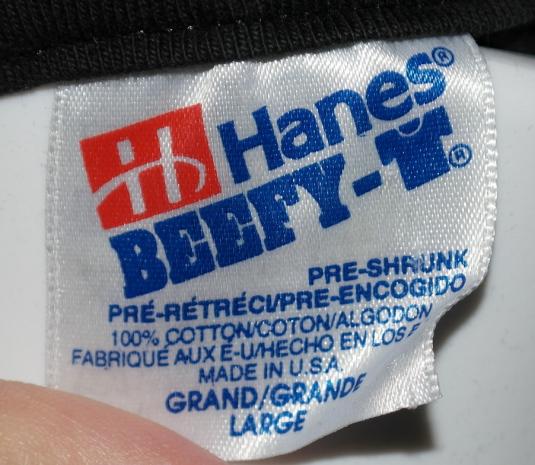 H Hanes®
BEEFY-T®
PRE-SHRUNK
PRÉ-RÉTRÉCI/PRE-ENCOGIDO
100% COTTON/COTON/ALGODON
FABRIQUÉ AUX É-U/HECHO EN LOS
MADE IN U.S.A.
GRAND/GRANDE
LARGE